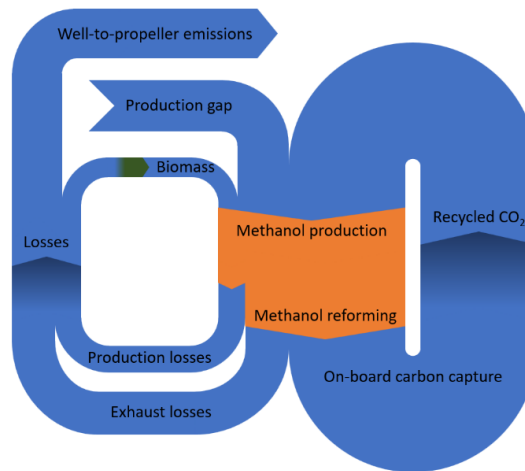 Well-to-propeller emissions
Production gap
Biomass
Recycled CO₂
Methanol production
Losses
Methanol reforming
Production losses
On-board carbon capture
Exhaust losses